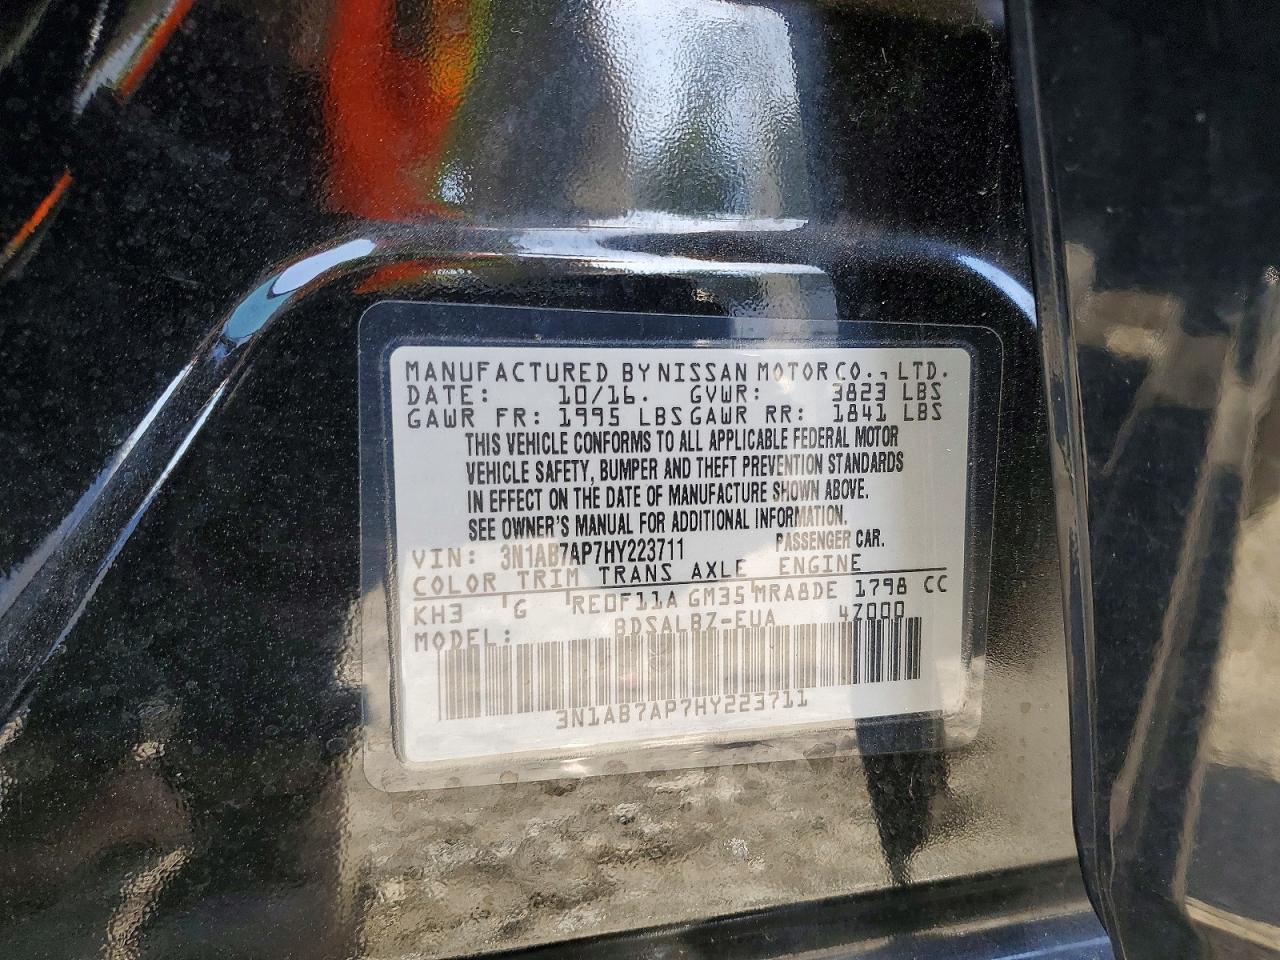 MANUFACTURED BY NISSAN MOTOR CO., LTD.
DATE: 10/16. GVWR: 3823 LBS
GAWR FR: 1995 LBS GAWR RR: 1841 LBS
THIS VEHICLE CONFORMS TO ALL APPLICABLE FEDERAL MOTOR
VEHICLE SAFETY, BUMPER AND THEFT PREVENTION STANDARDS
IN EFFECT ON THE DATE OF MANUFACTURE SHOWN ABOVE.
SEE OWNER'S MANUAL FOR ADDITIONAL INFORMATION.
VIN: 3N1AB7AP7HY223711 PASSENGER CAR.
COLOR TRIM TRANS AXLE ENGINE
KH3 G RE0F11A GM35 MRA8DE 1798 CC
MODEL: BDSALBZ-EUA 4Z000
3N1AB7AP7HY223711